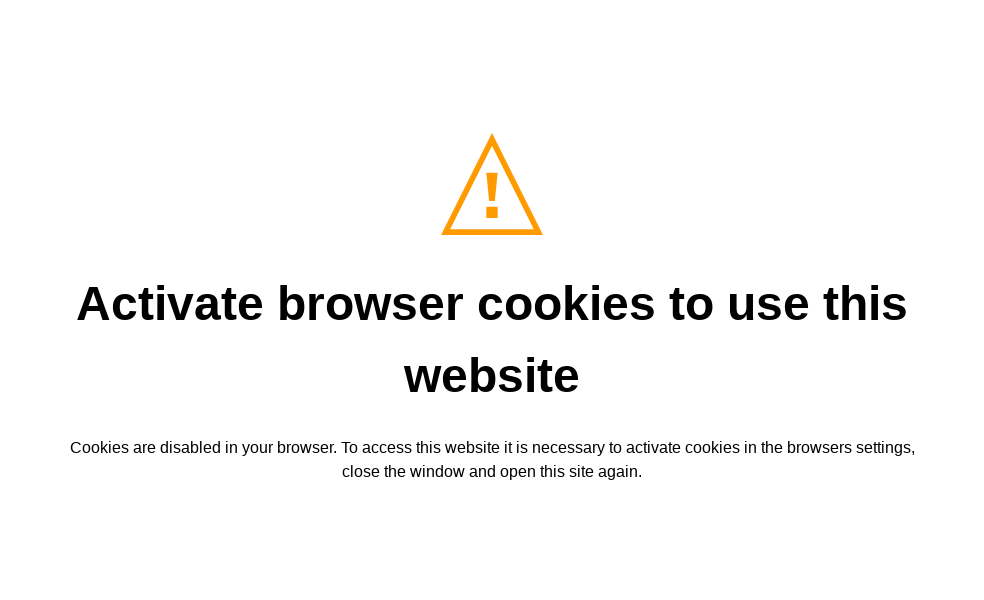 !
Activate browser cookies to use this
website
Cookies are disabled in your browser. To access this website it is necessary to activate cookies in the browsers settings,
close the window and open this site again.